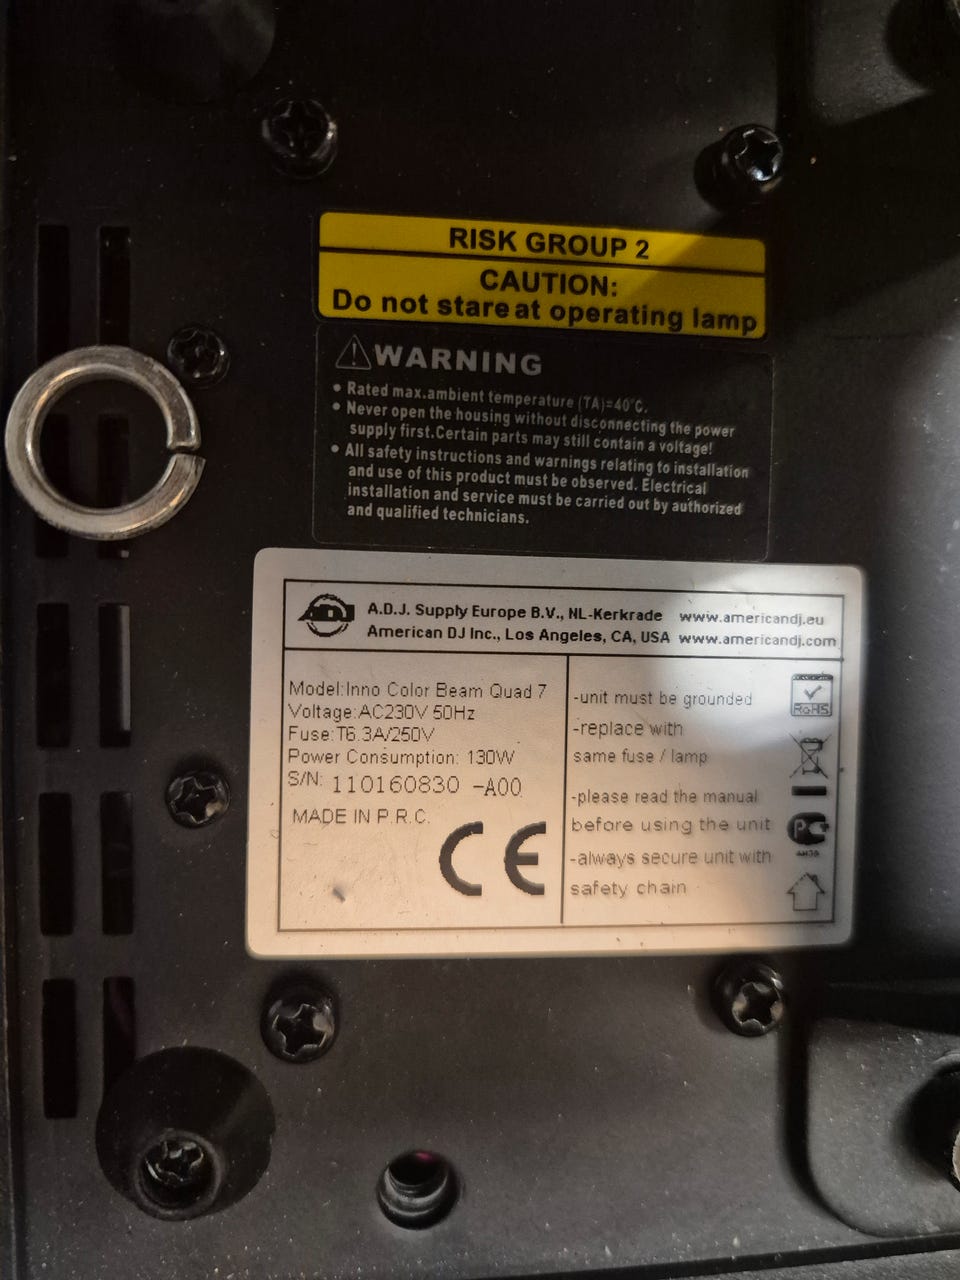 RISK GROUP 2
CAUTION:
Do not stare at operating lamp
WARNING
• Rated max.ambient temperature (TA)=40°C.
• Never open the housing without disconnecting the power
supply first.Certain parts may still contain a voltage!
• All safety instructions and warnings relating to installation
and use of this product must be observed. Electrical
installation and service must be carried out by authorized
and qualified technicians.
ADJ
A.D.J. Supply Europe B.V., NL-Kerkrade www.americandj.eu
American DJ Inc., Los Angeles, CA, USA www.americandj.com
Model:Inno Color Beam Quad 7
Voltage:AC230V 50Hz
Fuse:T6.3A/250V
Power Consumption: 130W
S/N: 110160830 -A00
MADE IN P.R.C.
CE
-unit must be grounded
-replace with
same fuse / lamp
-please read the manual
before using the unit
-always secure unit with
safety chain
RoHS
PC